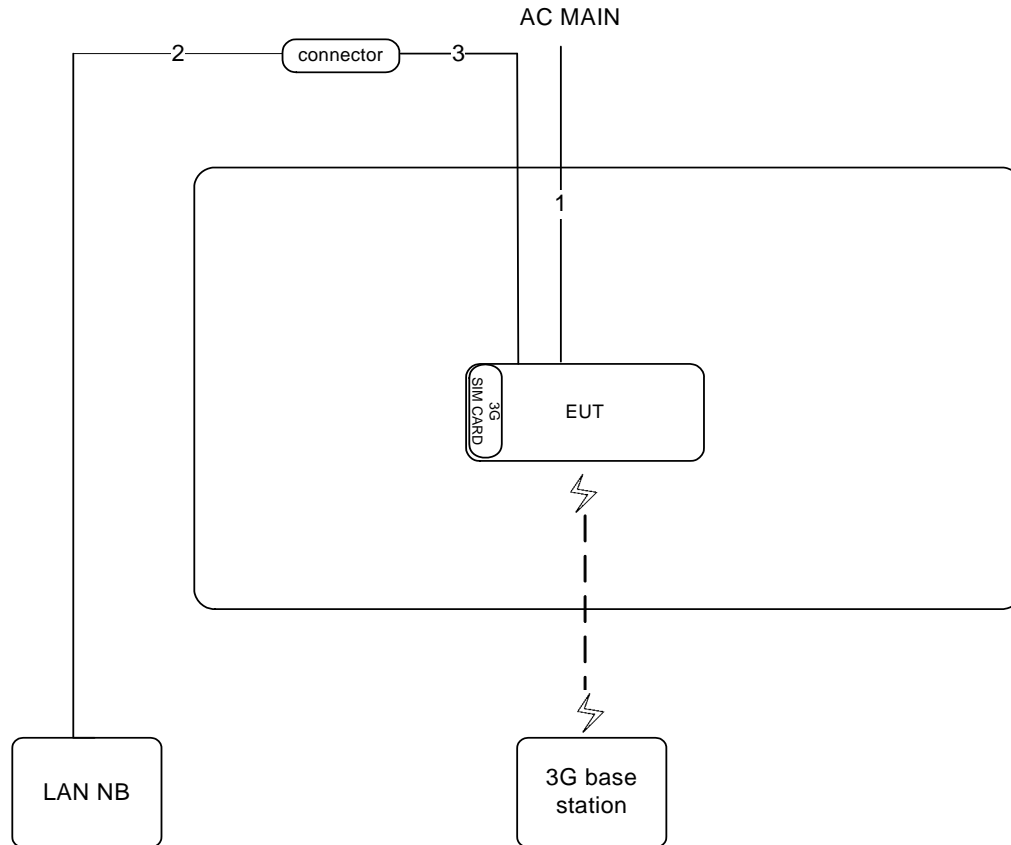 AC MAIN
2
connector
3
1
3G
SIM CARD
EUT
LAN NB
3G base
station